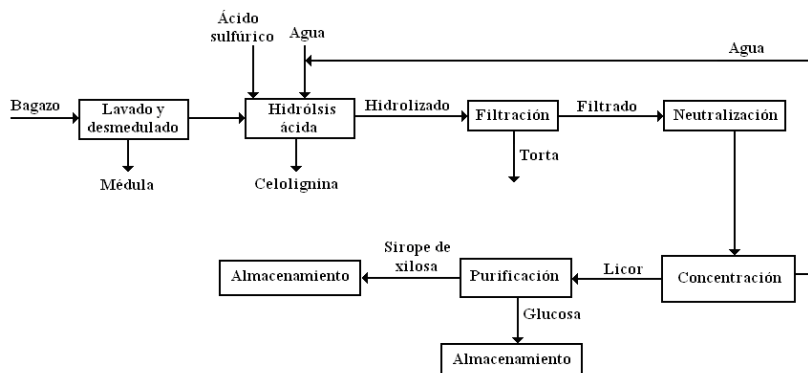 Ácido
sulfúrico
Agua
Agua
Bagazo
Lavado y
desmedulado
Hidrólsis
ácida
Hidrolizado
Filtración
Filtrado
Neutralización
Médula
Celolignina
Torta
Almacenamiento
Sirope de
xilosa
Purificación
Licor
Concentración
Glucosa
Almacenamiento